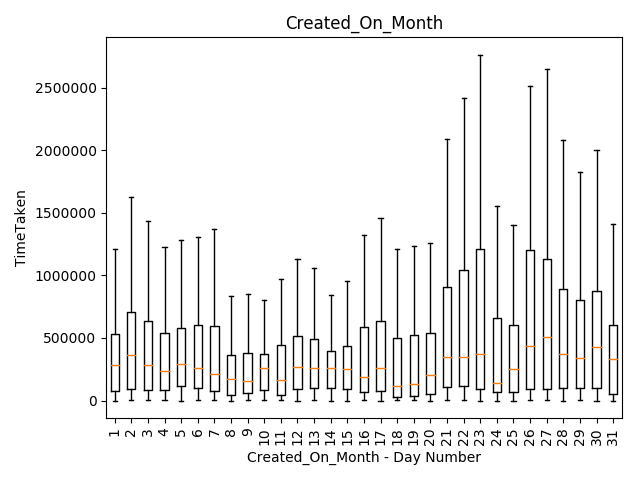 Created_On_Month
TimeTaken
2500000
2000000
1500000
1000000
500000
0
1 2 3 4 5 6 7 8 9 10 11 12 13 14 15 16 17 18 19 20 21 22 23 24 25 26 27 28 29 30 31
Created_On_Month - Day Number